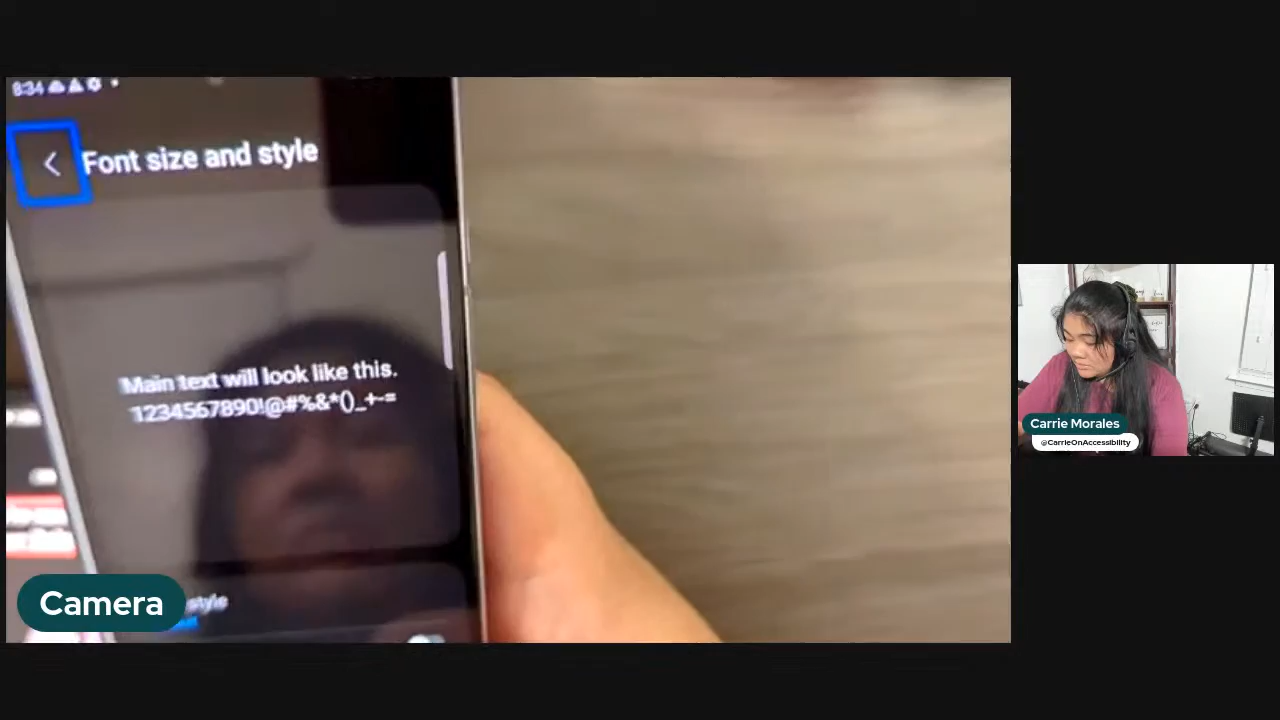 8:34
Font size and style
Main text will look like this.
1234567890!@#%&*()_+-=
style
Camera
Carrie Morales
@CarrieOnAccessibility